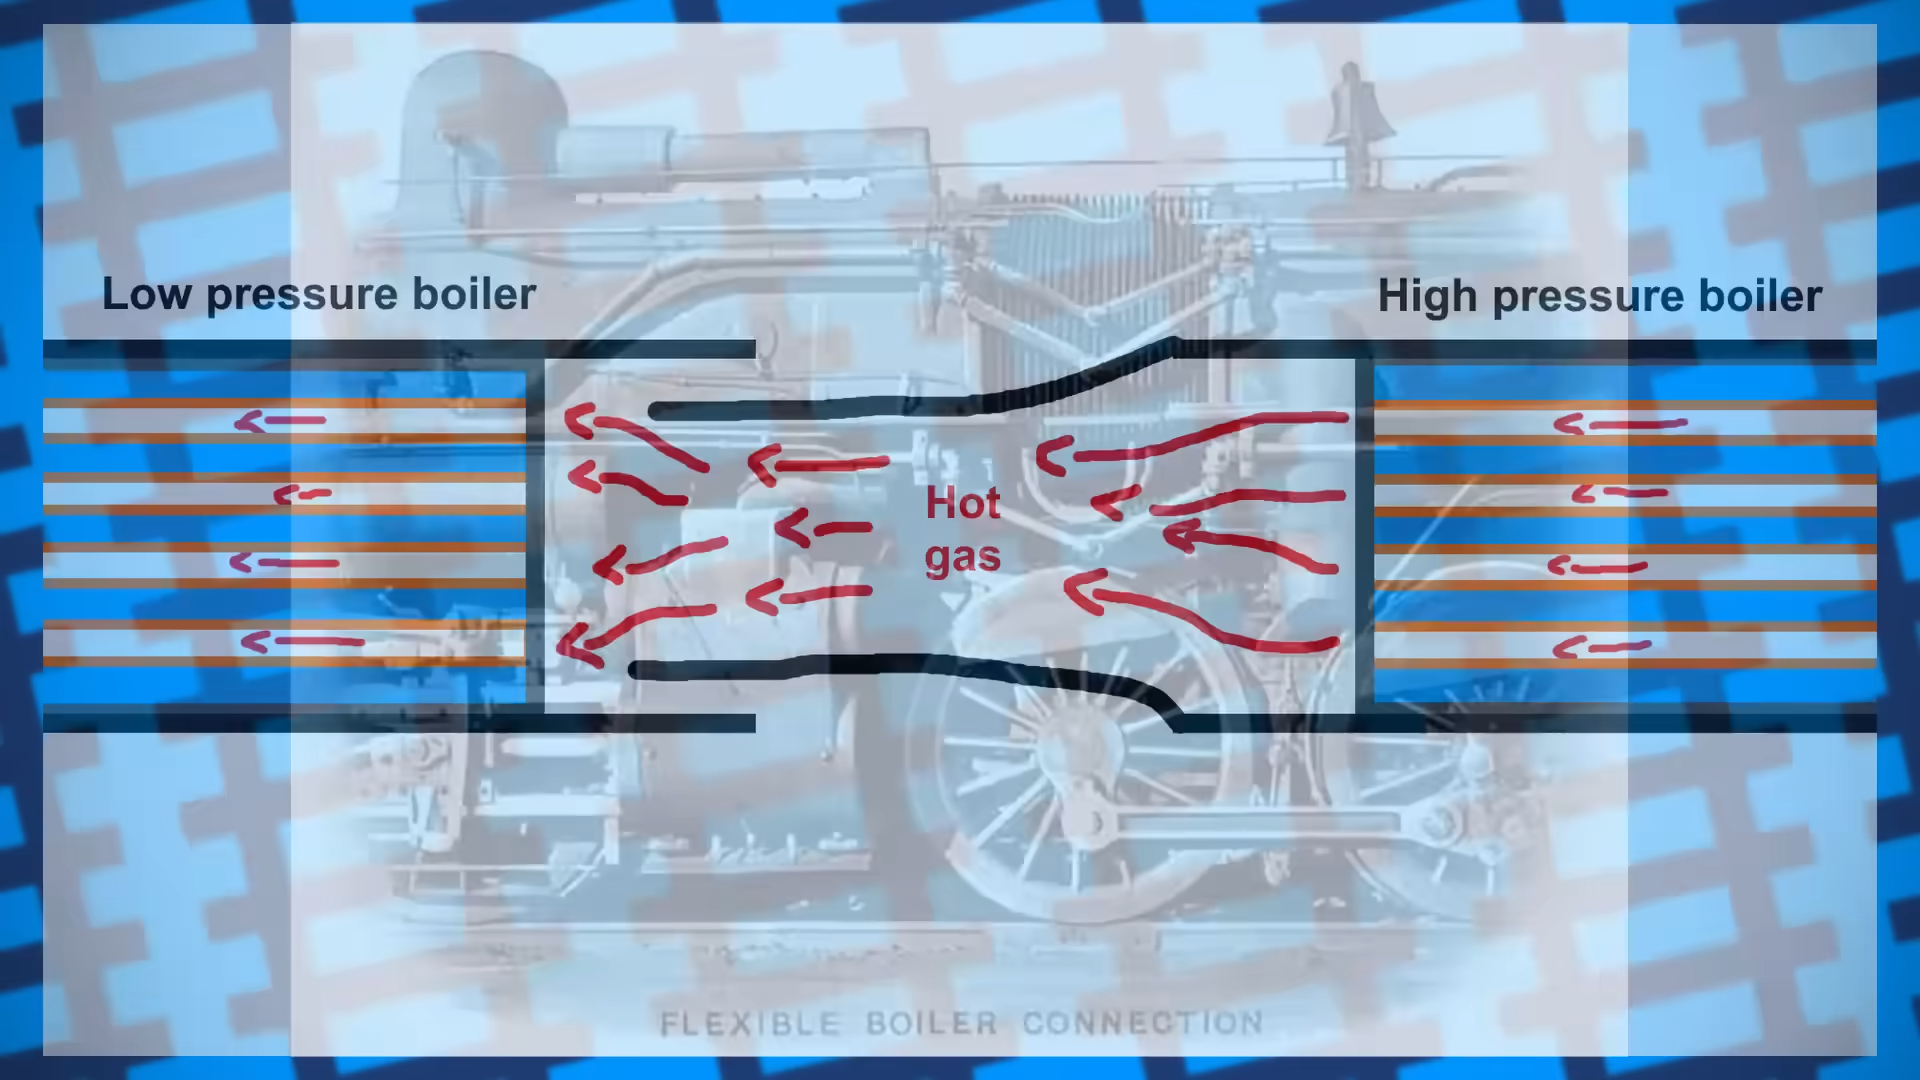 Low pressure boiler
High pressure boiler
Hot
gas
FLEXIBLE BOILER CONNECTION